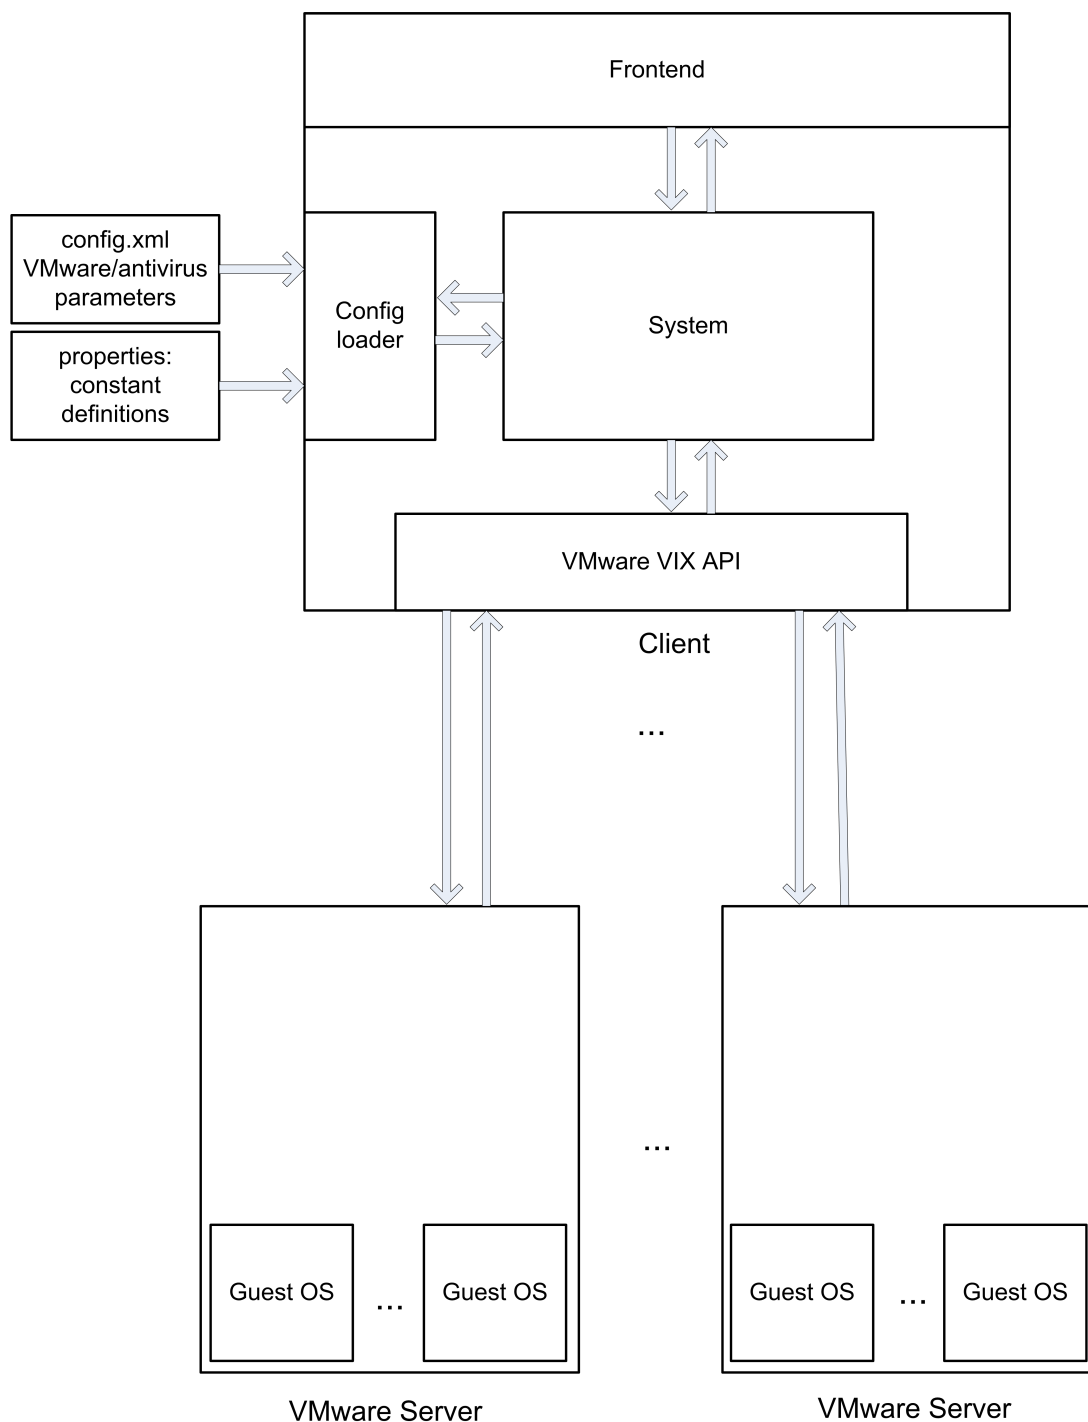 Frontend
config.xml
VMware/antivirus
parameters
properties:
constant
definitions
Config
loader
System
VMware VIX API
Client
...
...
Guest OS
...
Guest OS
Guest OS
...
Guest OS
VMware Server
VMware Server